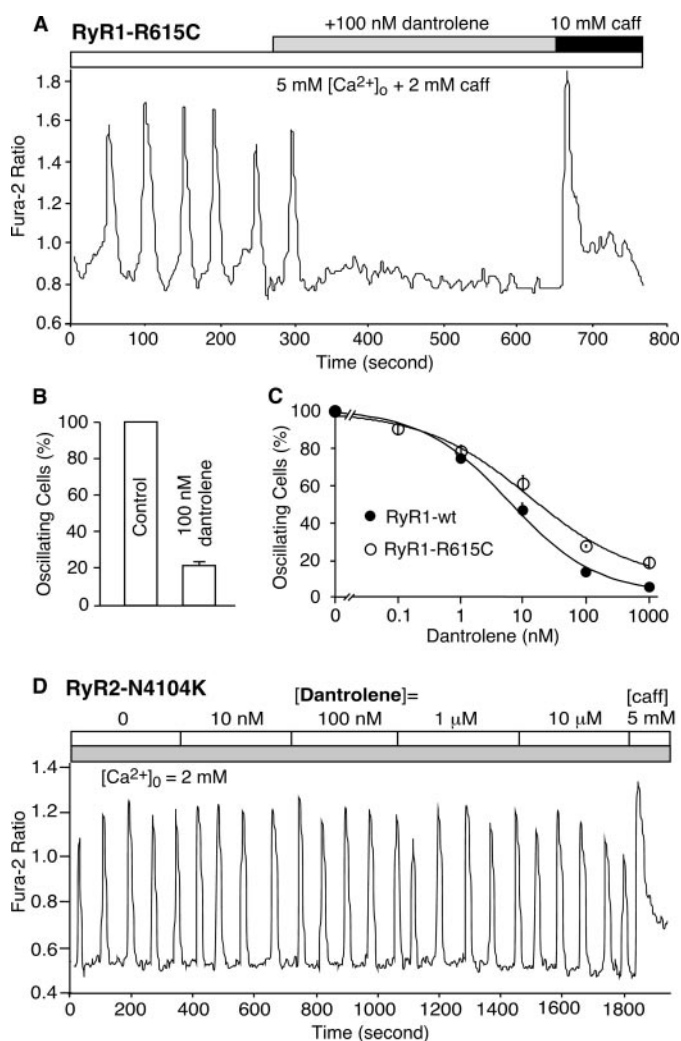 A
RyR1-R615C
+100 nM dantrolene
10 mM caff
5 mM [Ca²⁺]o + 2 mM caff
1.8
1.6
1.4
1.2
1.0
0.8
0.6
Fura-2 Ratio
0 100 200 300 400 500 600 700 800
Time (second)
B
100
80
60
40
20
0
Oscillating Cells (%)
Control
100 nM
dantrolene
C
100
80
60
40
20
0
Oscillating Cells (%)
RyR1-wt
RyR1-R615C
0 0.1 1 10 100 1000
Dantrolene (nM)
D
RyR2-N4104K
[Dantrolene]=
[caff]
0 10 nM 100 nM 1 μM 10 μM 5 mM
[Ca²⁺]₀ = 2 mM
1.4
1.2
1.0
0.8
0.6
0.4
Fura-2 Ratio
0 200 400 600 800 1000 1200 1400 1600 1800
Time (second)